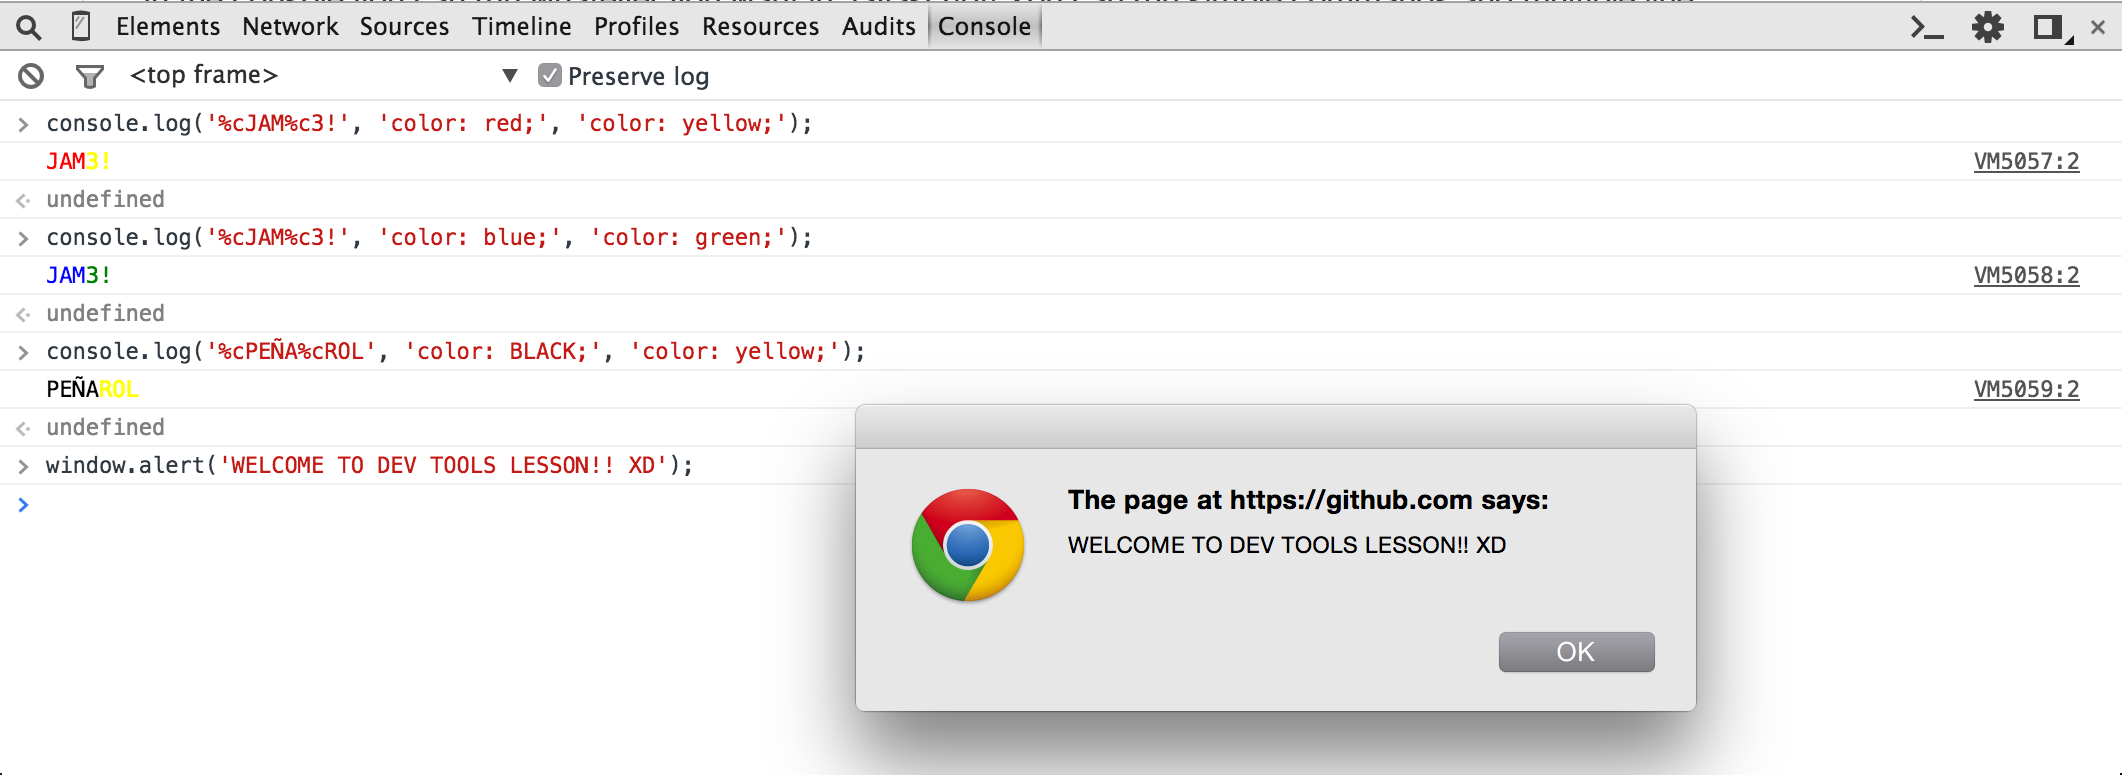 Elements Network Sources Timeline Profiles Resources Audits Console
<top frame> ▼ Preserve log
> console.log('%cJAM%c3!', 'color: red;', 'color: yellow;');
JAM3! VM5057:2
undefined
> console.log('%cJAM%c3!', 'color: blue;', 'color: green;');
JAM3! VM5058:2
undefined
> console.log('%cPEÑA%cROL', 'color: BLACK;', 'color: yellow;');
PEÑAROL VM5059:2
undefined
> window.alert('WELCOME TO DEV TOOLS LESSON!! XD');
>
The page at https://github.com says:
WELCOME TO DEV TOOLS LESSON!! XD
OK